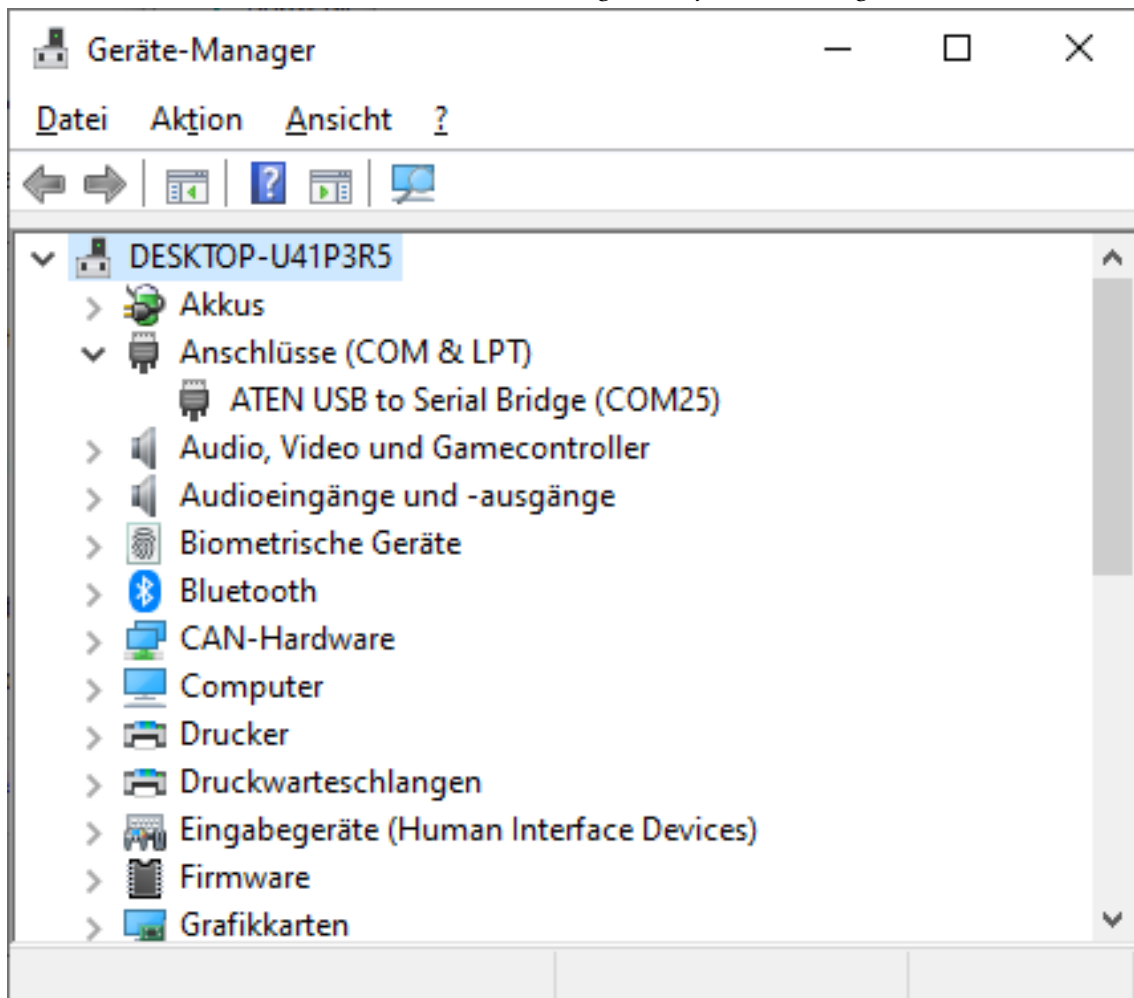 Geräte-Manager
Datei Aktion Ansicht ?
DESKTOP-U41P3R5
Akkus
Anschlüsse (COM & LPT)
ATEN USB to Serial Bridge (COM25)
Audio, Video und Gamecontroller
Audioeingänge und -ausgänge
Biometrische Geräte
Bluetooth
CAN-Hardware
Computer
Drucker
Druckwarteschlangen
Eingabegeräte (Human Interface Devices)
Firmware
Grafikkarten